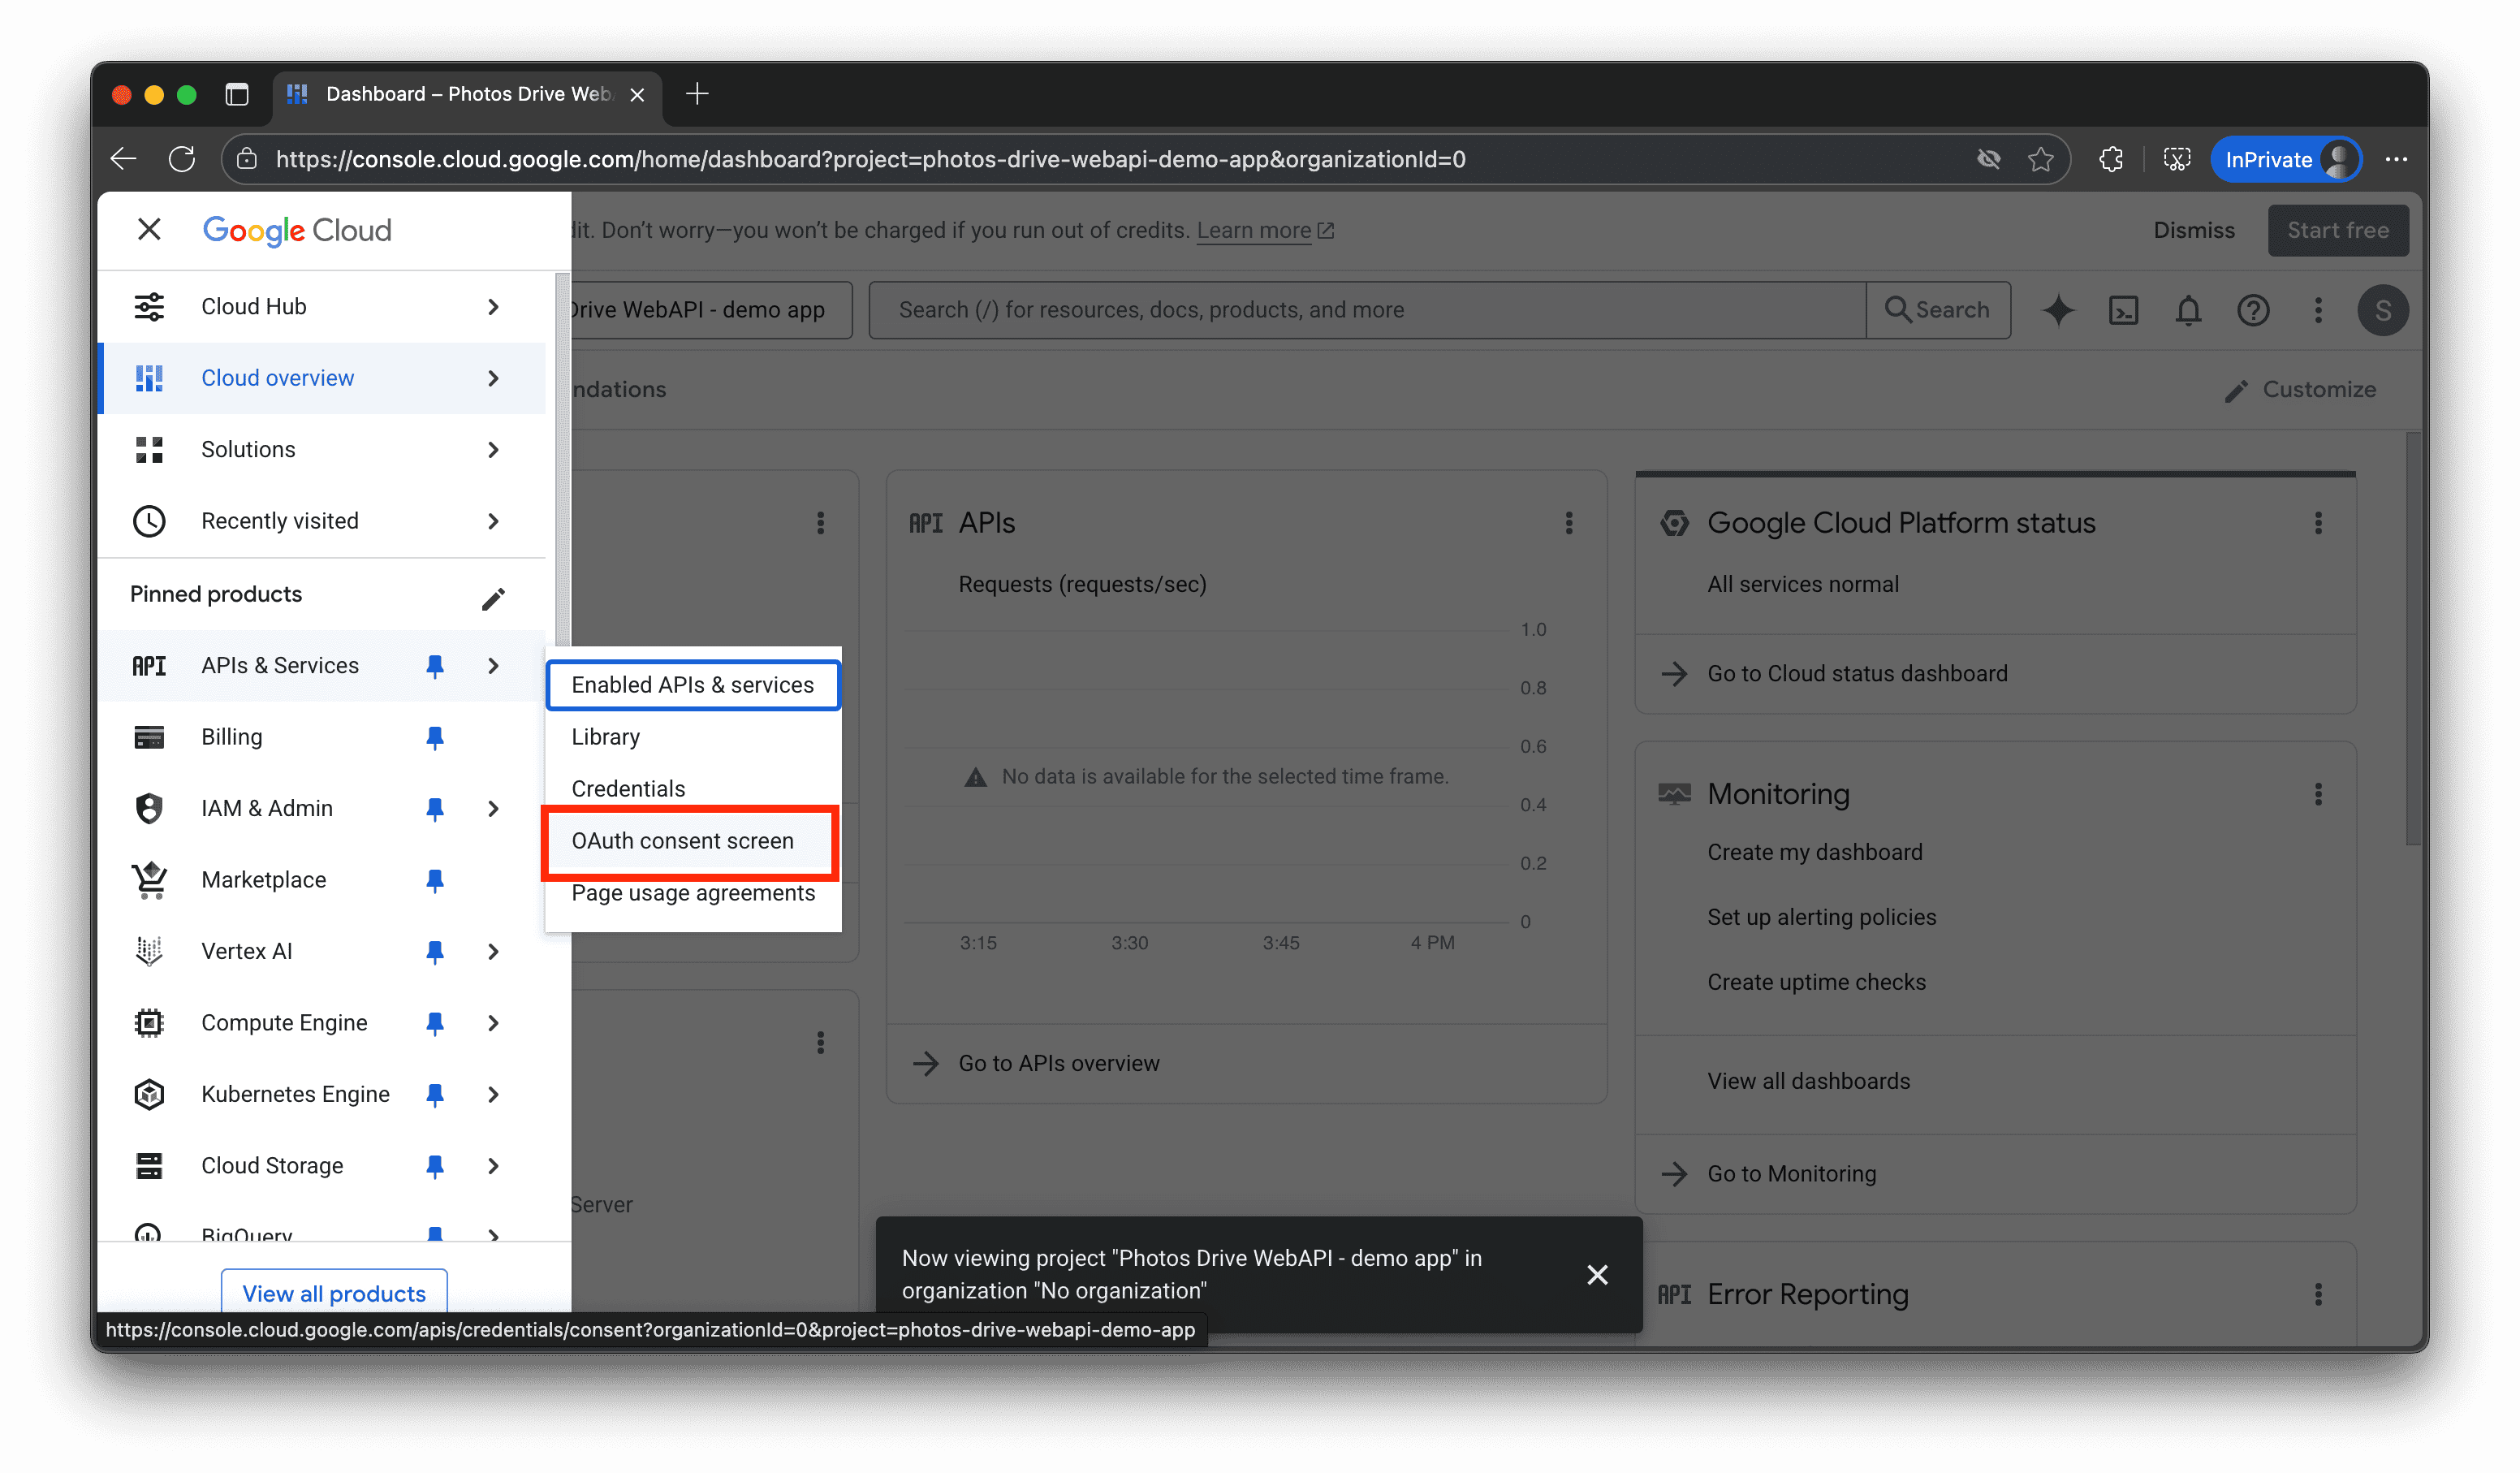 Dashboard – Photos Drive Web
https://console.cloud.google.com/home/dashboard?project=photos-drive-webapi-demo-app&organizationId=0
InPrivate
Google Cloud
dit. Don't worry—you won't be charged if you run out of credits. Learn more
Dismiss
Start free
Cloud Hub
Drive WebAPI - demo app
Search (/) for resources, docs, products, and more
Search
S
Cloud overview
ndations
Customize
Solutions
Recently visited
Pinned products
API APIs & Services
Billing
IAM & Admin
Marketplace
Vertex AI
Compute Engine
Kubernetes Engine
Cloud Storage
BigQuery
View all products
Enabled APIs & services
Library
Credentials
OAuth consent screen
Page usage agreements
Server
API APIs
Requests (requests/sec)
1.0
0.8
0.6
No data is available for the selected time frame.
0.4
0.2
0
3:15
3:30
3:45
4 PM
Go to APIs overview
Google Cloud Platform status
All services normal
Go to Cloud status dashboard
Monitoring
Create my dashboard
Set up alerting policies
Create uptime checks
View all dashboards
Go to Monitoring
API Error Reporting
Now viewing project "Photos Drive WebAPI - demo app" in
organization "No organization"
https://console.cloud.google.com/apis/credentials/consent?organizationId=0&project=photos-drive-webapi-demo-app